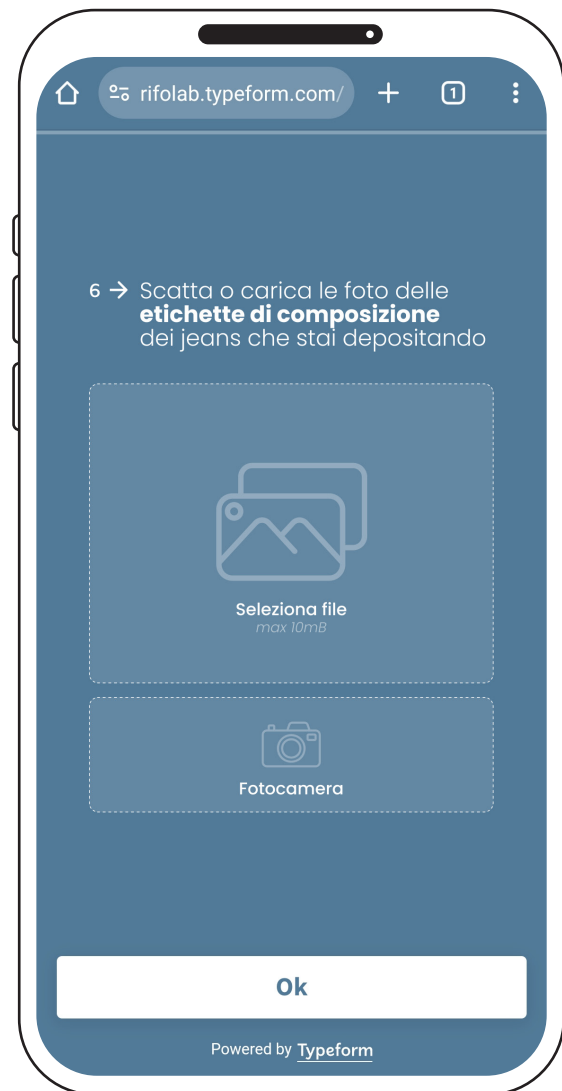 rifolab.typeform.com/
1
6 → Scatta o carica le foto delle
etichette di composizione
dei jeans che stai depositando
Seleziona file
max 10mB
Fotocamera
Ok
Powered by Typeform